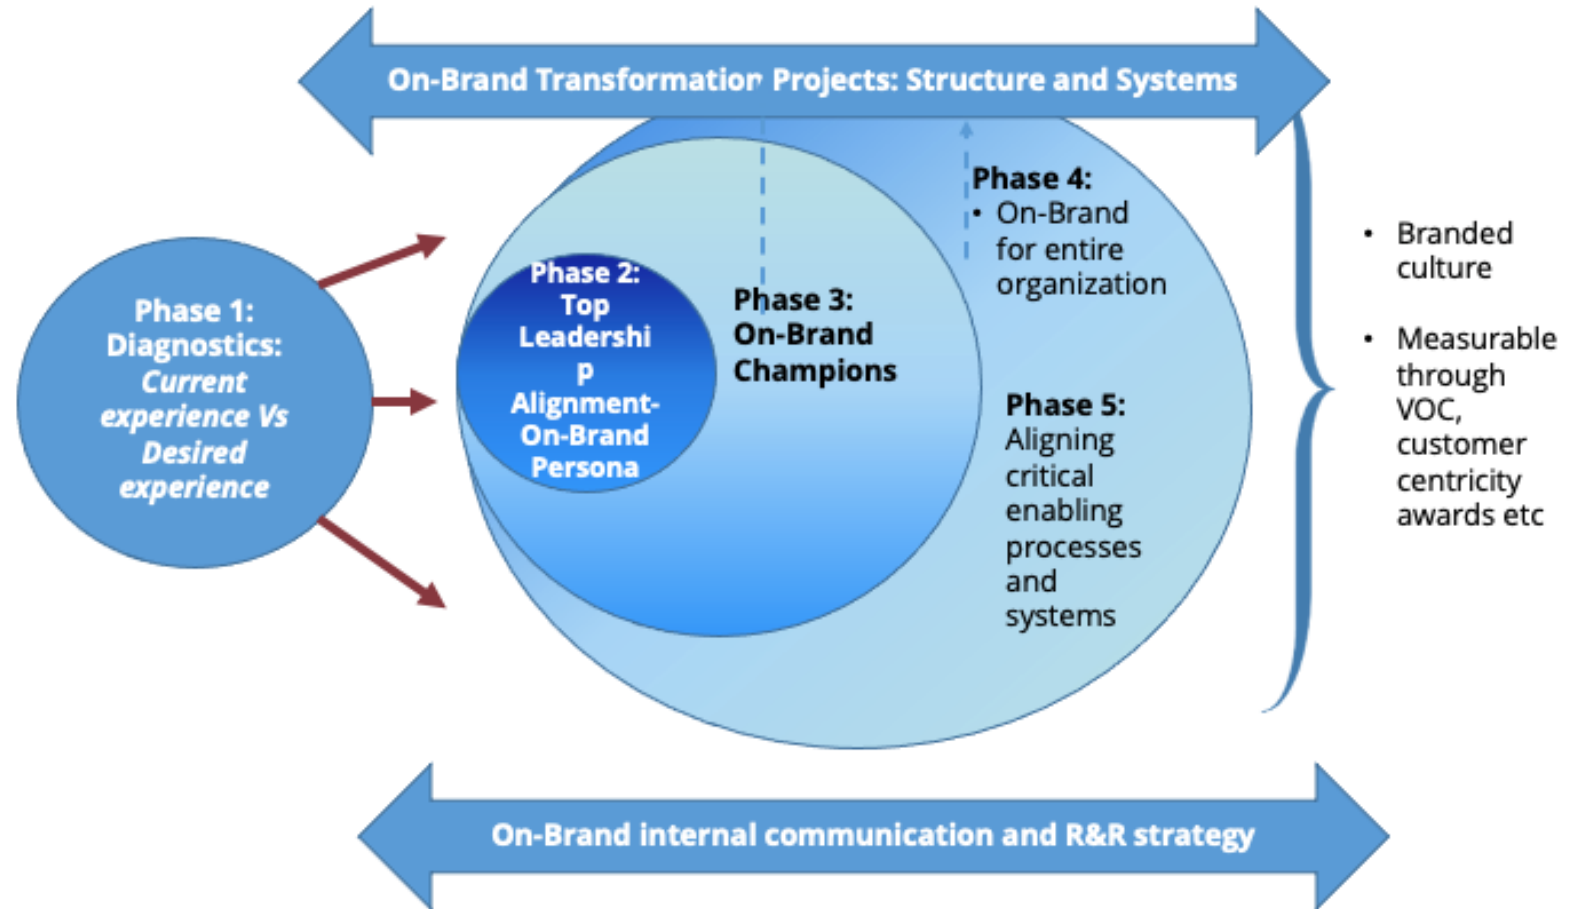 On-Brand Transformation Projects: Structure and Systems
Phase 1:
Diagnostics:
Current
experience Vs
Desired
experience
Phase 2:
Top
Leadershi
p
Alignment-
On-Brand
Persona
Phase 3:
On-Brand
Champions
Phase 4:
• On-Brand
for entire
organization
Phase 5:
Aligning
critical
enabling
processes
and
systems
• Branded
culture
• Measurable
through
VOC,
customer
centricity
awards etc
On-Brand internal communication and R&R strategy